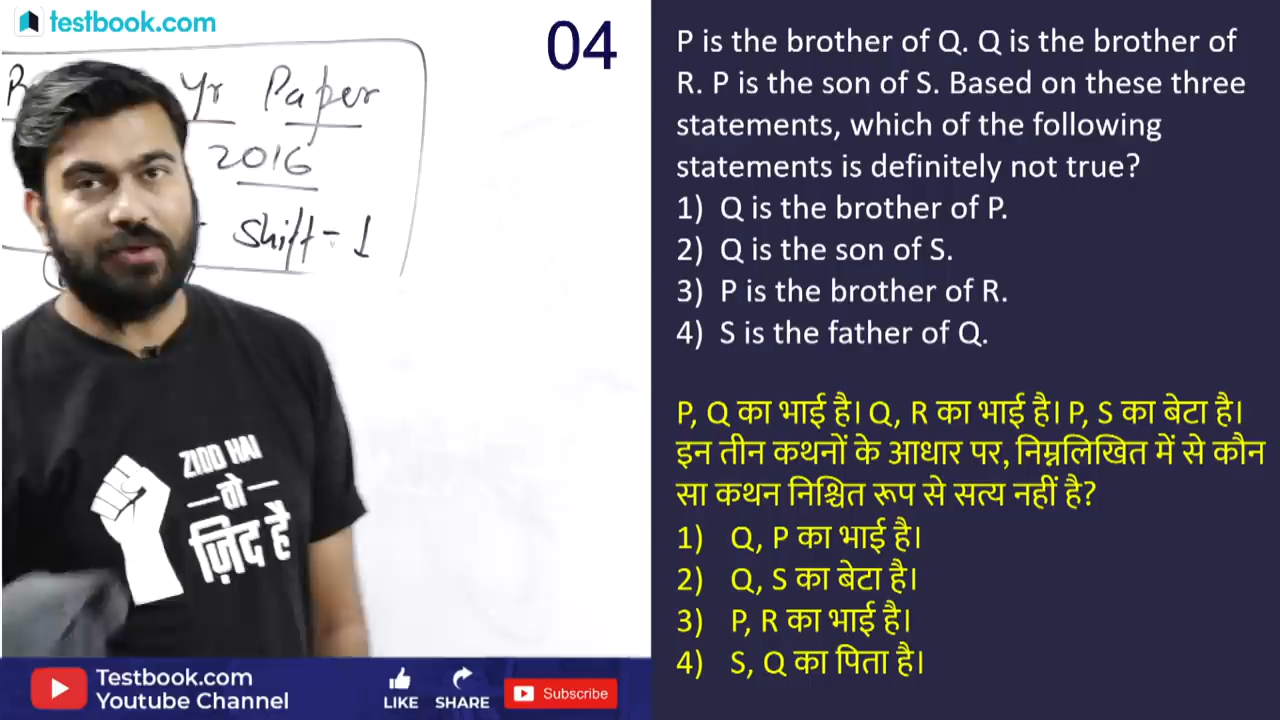 testbook.com
04
Yr Paper
2016
Shift - 1
ZIDD HAI
तो
ज़िद है
P is the brother of Q. Q is the brother of
R. P is the son of S. Based on these three
statements, which of the following
statements is definitely not true?
1) Q is the brother of P.
2) Q is the son of S.
3) P is the brother of R.
4) S is the father of Q.
P, Q का भाई है। Q, R का भाई है। P, S का बेटा है।
इन तीन कथनों के आधार पर, निम्नलिखित में से कौन
सा कथन निश्चित रूप से सत्य नहीं है?
1) Q, P का भाई है।
2) Q, S का बेटा है।
3) P, R का भाई है।
4) S, Q का पिता है।
Testbook.com
YouTube Channel
LIKE
SHARE
Subscribe